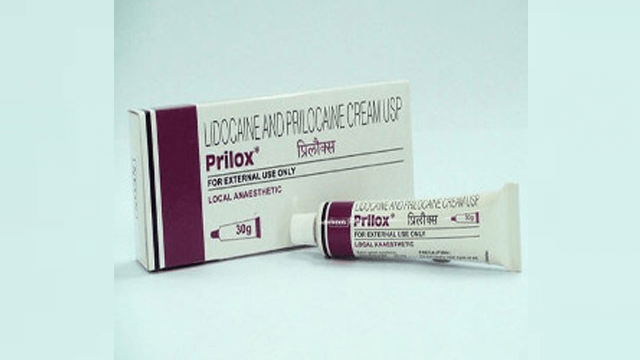 LIDOCAINE AND PRILOCAINE CREAM USP
Prilox®
प्रिलौक्स
FOR EXTERNAL USE ONLY
LOCAL ANAESTHETIC
30g
LIDOCAINE AND PRILOCAINE CREAM USP
Prilox®
प्रिलौक्स
FOR EXTERNAL USE ONLY
LOCAL ANAESTHETIC